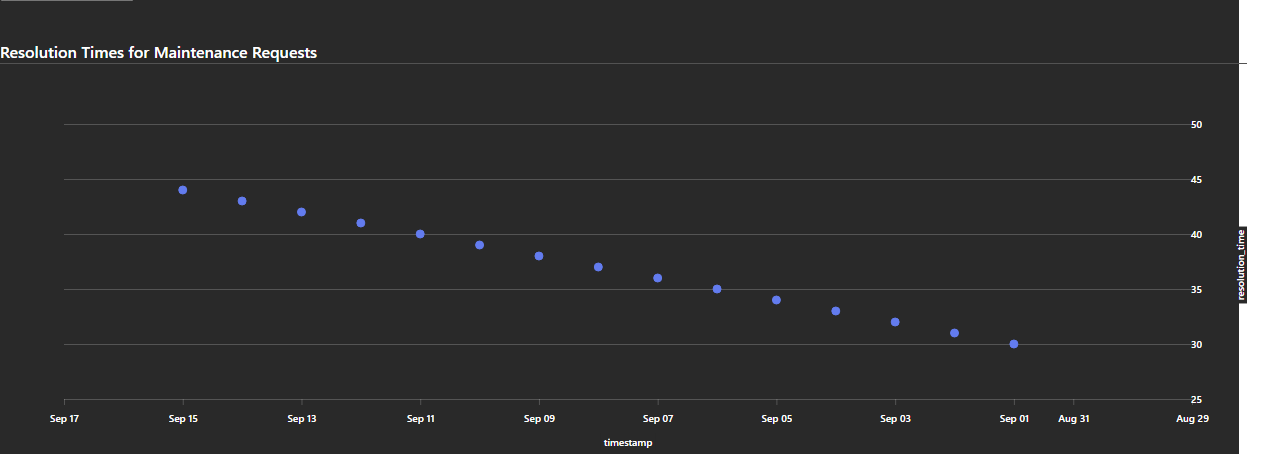 Resolution Times for Maintenance Requests
50
45
40
35
30
25
resolution_time
Sep 17 Sep 15 Sep 13 Sep 11 Sep 09 Sep 07 Sep 05 Sep 03 Sep 01 Aug 31 Aug 29
timestamp